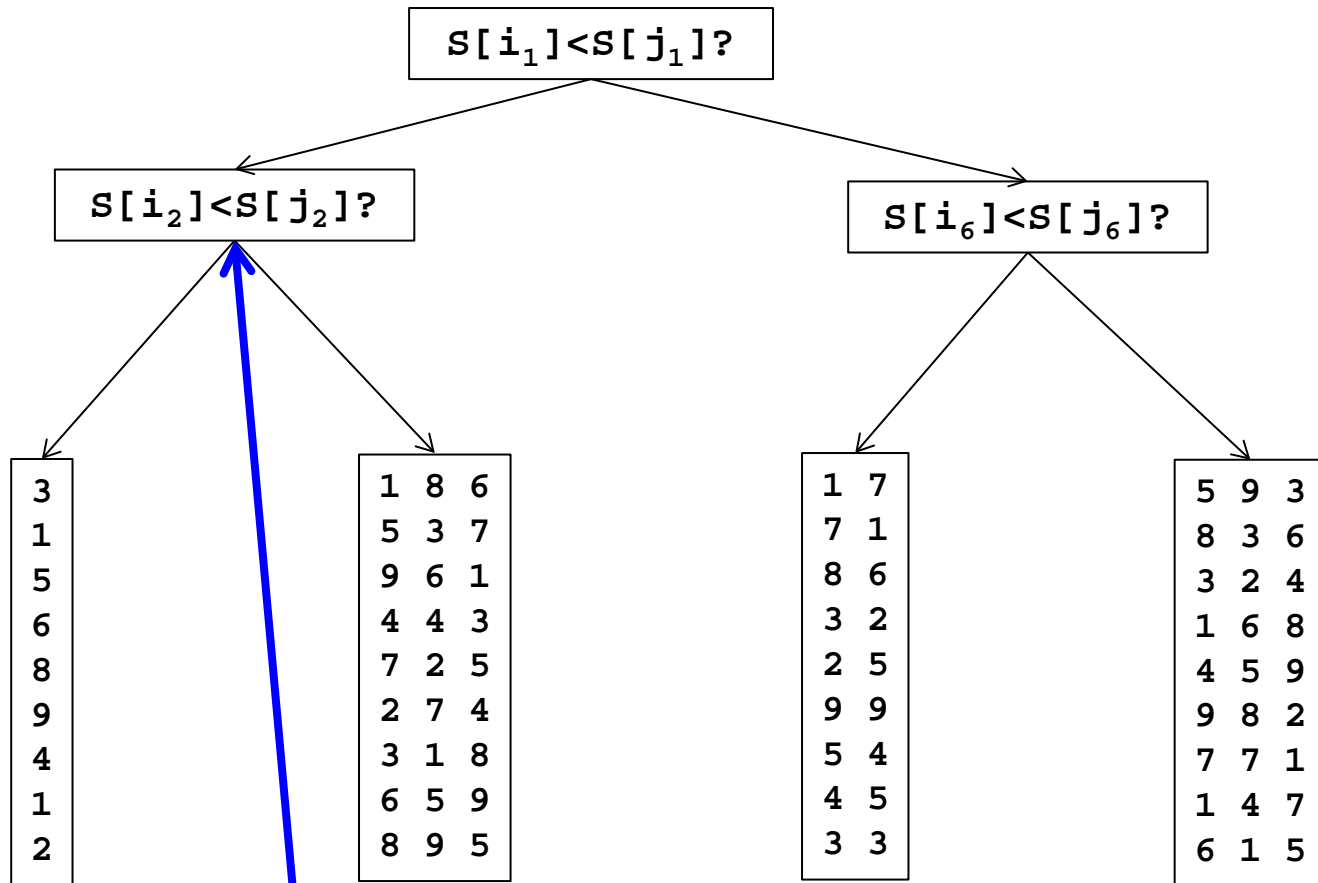 S[i₁]<S[j₁]?
S[i₂]<S[j₂]?
S[i₆]<S[j₆]?
3
1
5
6
8
9
4
1
2
1 8 6
5 3 7
9 6 1
4 4 3
7 2 5
2 7 4
3 1 8
6 5 9
8 9 5
1 7
7 1
8 6
3 2
2 5
9 9
5 4
4 5
3 3
5 9 3
8 3 6
3 2 4
1 6 8
4 5 9
9 8 2
7 7 1
1 4 7
6 1 5